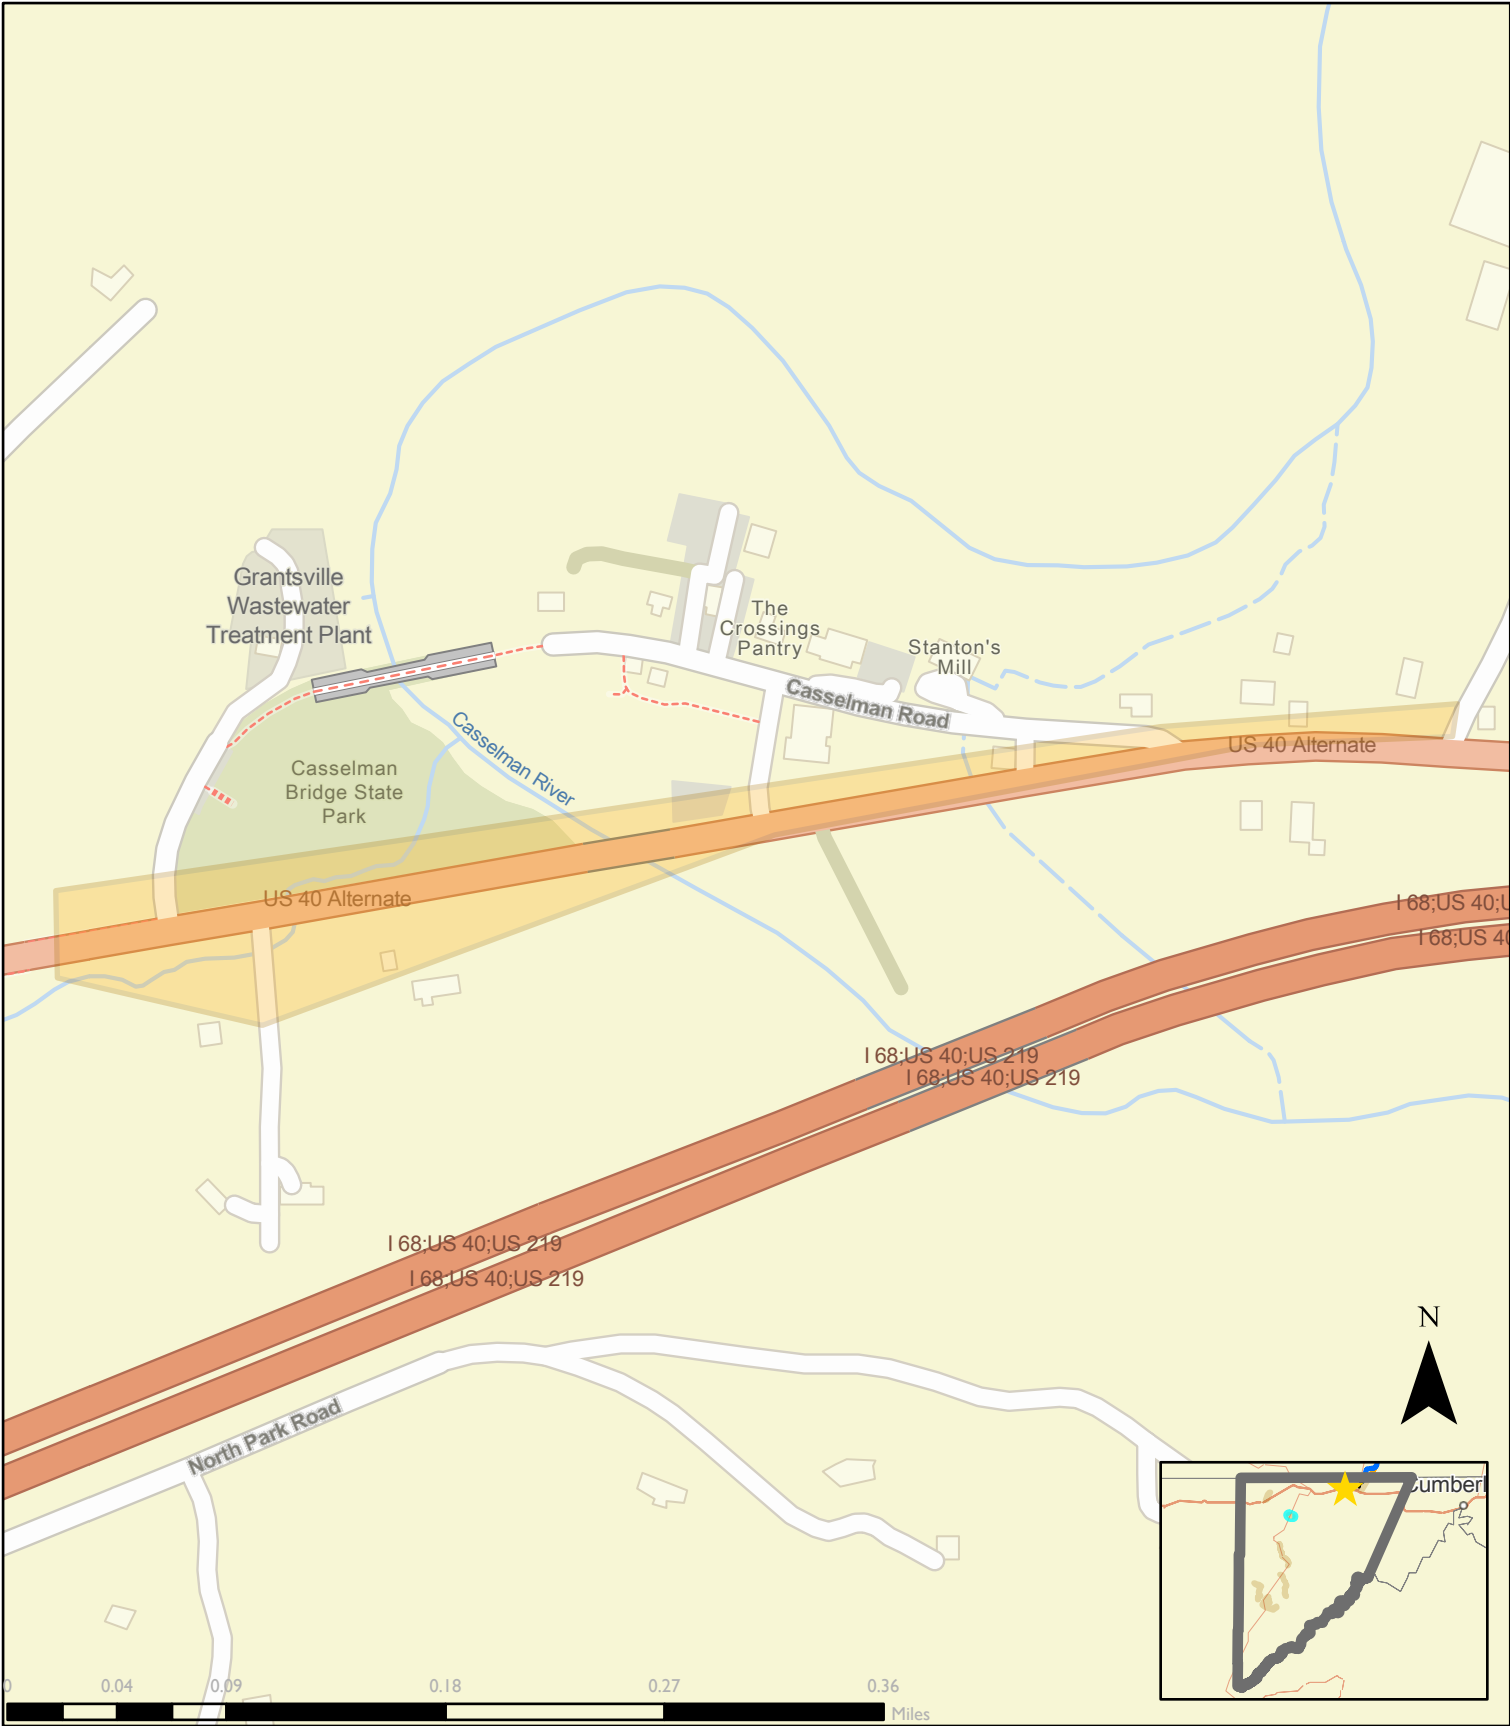 Grantsville
Wastewater
Treatment Plant
The
Crossings
Pantry
Stanton's
Mill
Casselman Road
Casselman River
US 40 Alternate
Casselman
Bridge State
Park
US 40 Alternate
I 68;US 40;U
I 68;US 40
I 68;US 40;US 219
I 68;US 40;US 219
I 68;US 40;US 219
I 68;US 40;US 219
N
North Park Road
Cumberl
0 0.04 0.09 0.18 0.27 0.36
Miles